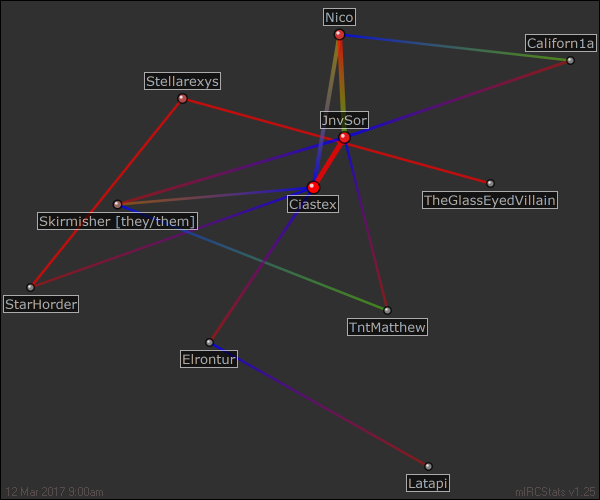 Nico
Californ1a
Stellarexys
JnvSor
TheGlassEyedVillain
Ciastex
Skirmisher [they/them]
StarHorder
TntMatthew
Elrontur
Latapi
12 Mar 2017 9:00am
mIRCStats v1.25